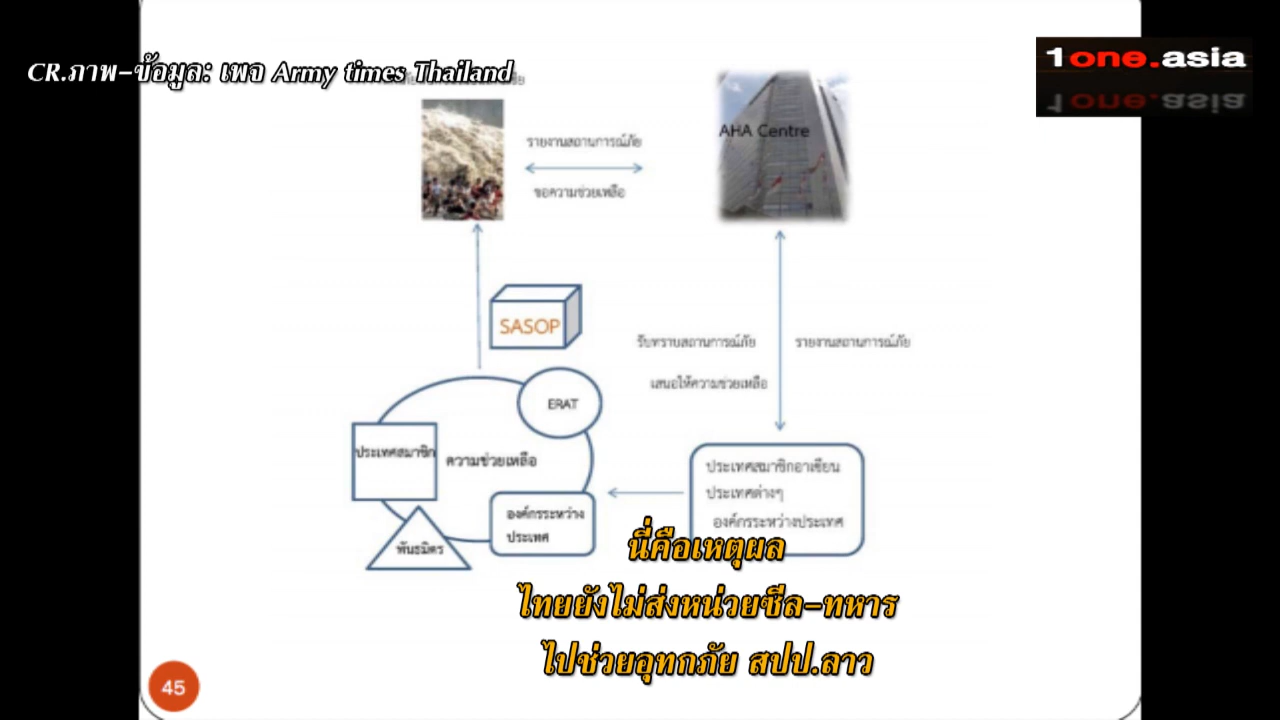 CR.ภาพ-ข้อมูล: เพจ Army times Thailand
1one.asia
AHA Centre
รายงานสถานการณ์ภัย
ขอความช่วยเหลือ
SASOP
รับทราบสถานการณ์ภัย
รายงานสถานการณ์ภัย
เสนอให้ความช่วยเหลือ
ERAT
ประเทศสมาชิก
ความช่วยเหลือ
องค์กรระหว่าง
ประเทศ
พันธมิตร
ประเทศสมาชิกอาเซียน
ประเทศต่างๆ
องค์กรระหว่างประเทศ
นี่คือเหตุผล
ไทยยังไม่ส่งหน่วยซีล-ทหาร
ไปช่วยอุทกภัย สปป.ลาว
45